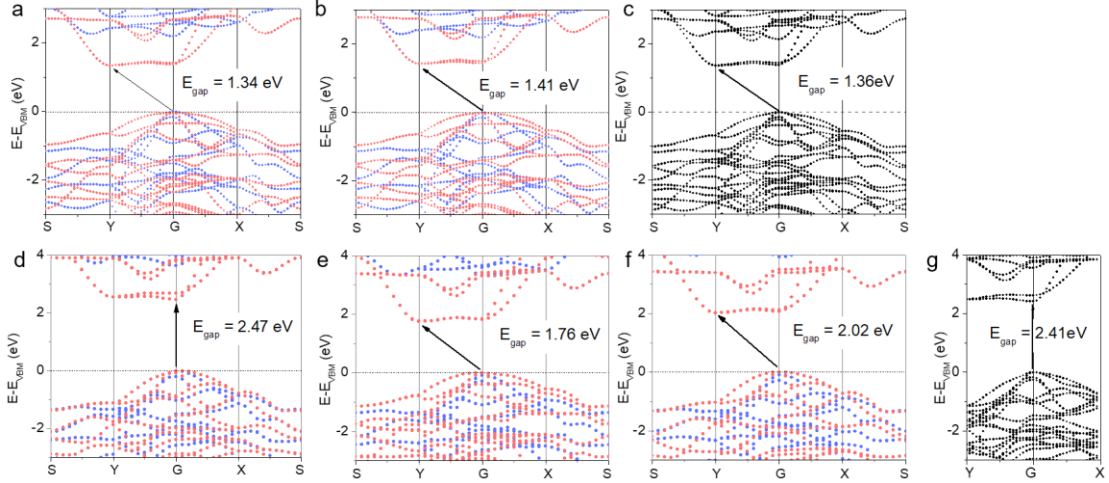 a
b
c
2
0
-2
E-E_VBM (eV)
E_gap = 1.34 eV
S Y G X S
2
0
-2
E-E_VBM (eV)
E_gap = 1.41 eV
S Y G X S
2
0
-2
E-E_VBM (eV)
E_gap = 1.36eV
S Y G X S
d
e
f
g
4
2
0
-2
E-E_VBM (eV)
E_gap = 2.47 eV
S Y G X S
4
2
0
-2
E-E_VBM (eV)
E_gap = 1.76 eV
S Y G X S
4
2
0
-2
E-E_VBM (eV)
E_gap = 2.02 eV
S Y G X S
4
2
0
-2
E-E_VBM (eV)
E_gap = 2.41eV
Y G X